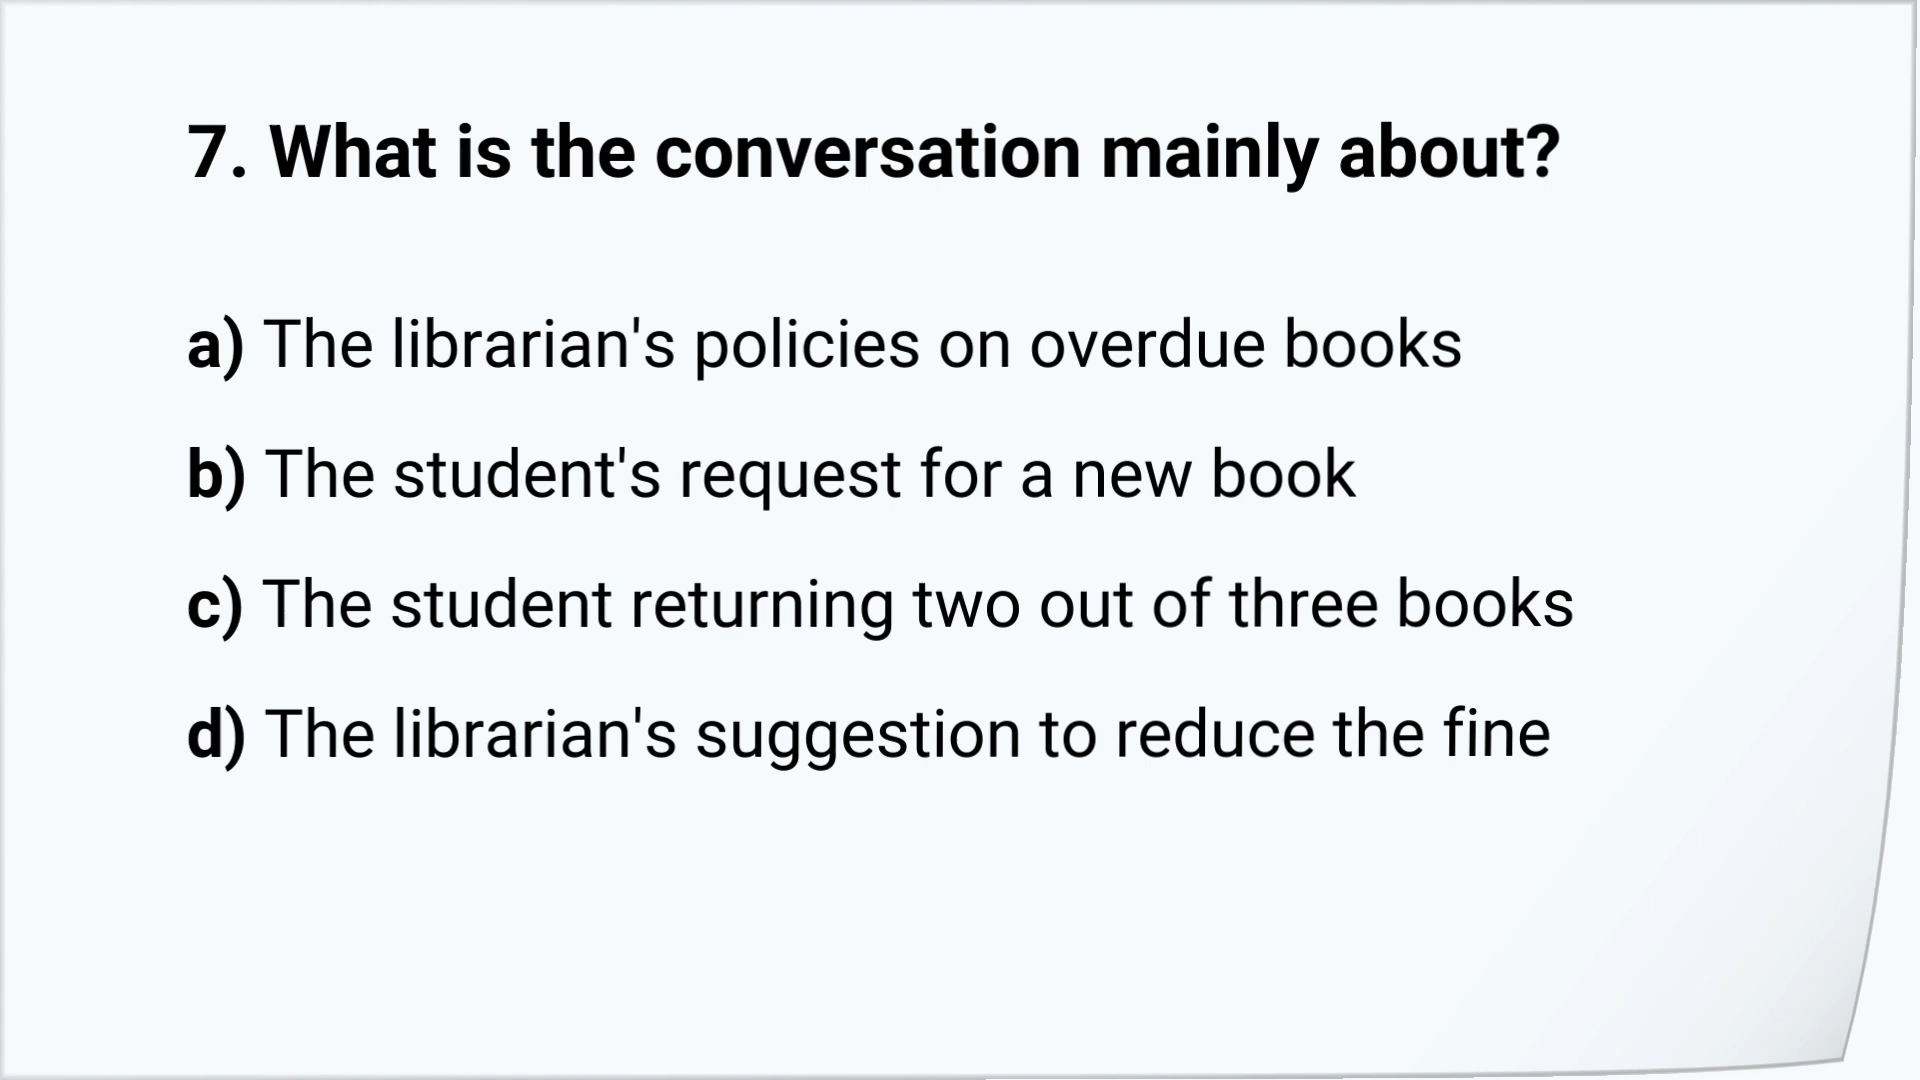 7. What is the conversation mainly about?
a) The librarian's policies on overdue books
b) The student's request for a new book
c) The student returning two out of three books
d) The librarian's suggestion to reduce the fine